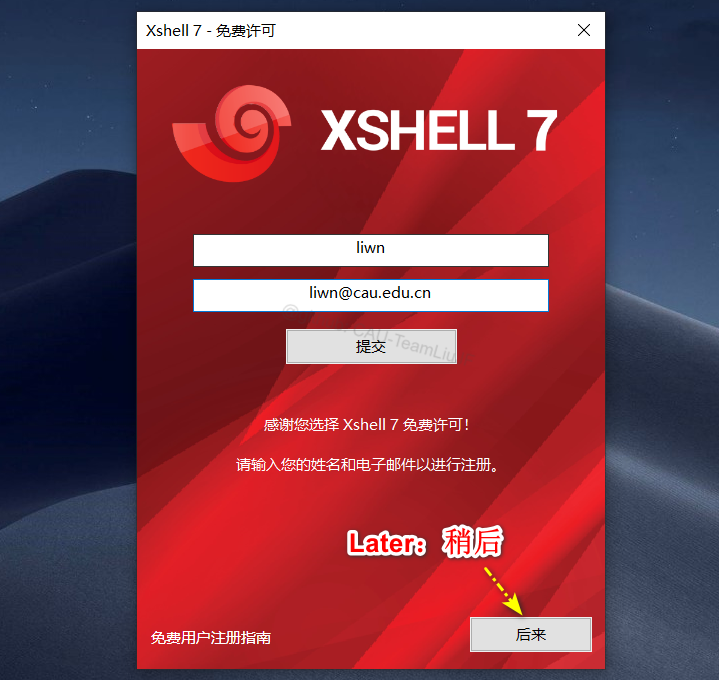 Xshell 7 - 免费许可
XSHELL 7
liwn
liwn@cau.edu.cn
CAU-TeamLiu
提交
感谢您选择 Xshell 7 免费许可！
请输入您的姓名和电子邮件以进行注册。
Later：稍后
后来
免费用户注册指南